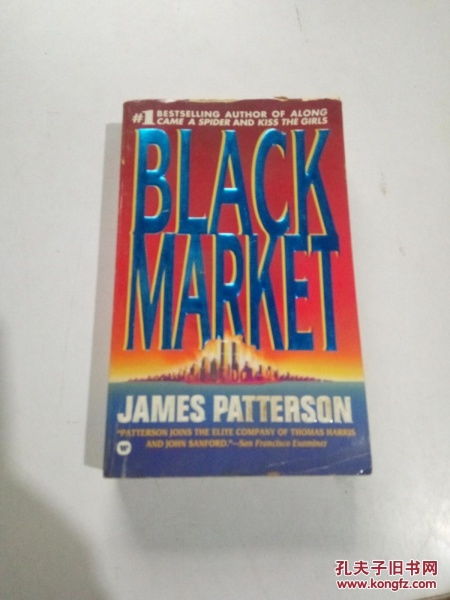 #1 BESTSELLING AUTHOR OF ALONG
CAME A SPIDER AND KISS THE GIRLS
BLACK
MARKET
JAMES PATTERSON
"PATTERSON JOINS THE ELITE COMPANY OF THOMAS HARRIS
AND JOHN SANFORD."—San Francisco Examiner
W
孔夫子旧书网
www.kongfz.com